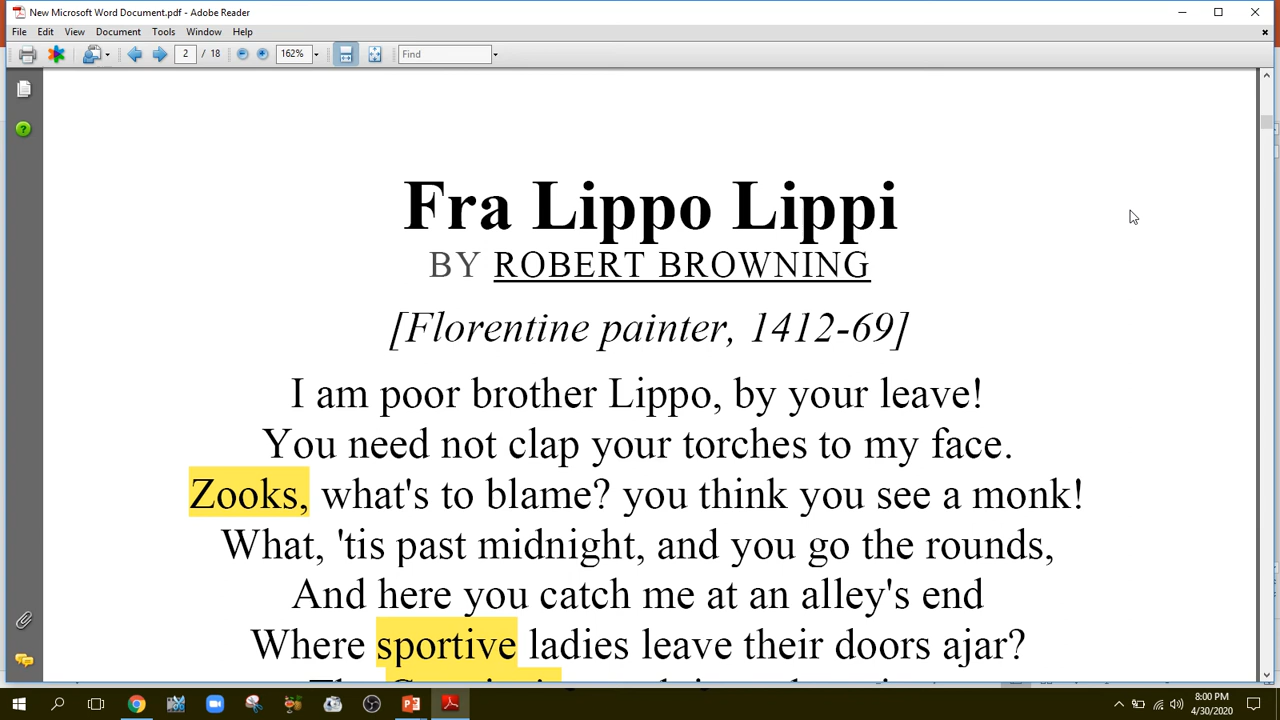 New Microsoft Word Document.pdf - Adobe Reader
File Edit View Document Tools Window Help
2 / 18 162% Find
Fra Lippo Lippi
BY ROBERT BROWNING
[Florentine painter, 1412-69]
I am poor brother Lippo, by your leave!
You need not clap your torches to my face.
Zooks, what's to blame? you think you see a monk!
What, 'tis past midnight, and you go the rounds,
And here you catch me at an alley's end
Where sportive ladies leave their doors ajar?
8:00 PM
4/30/2020